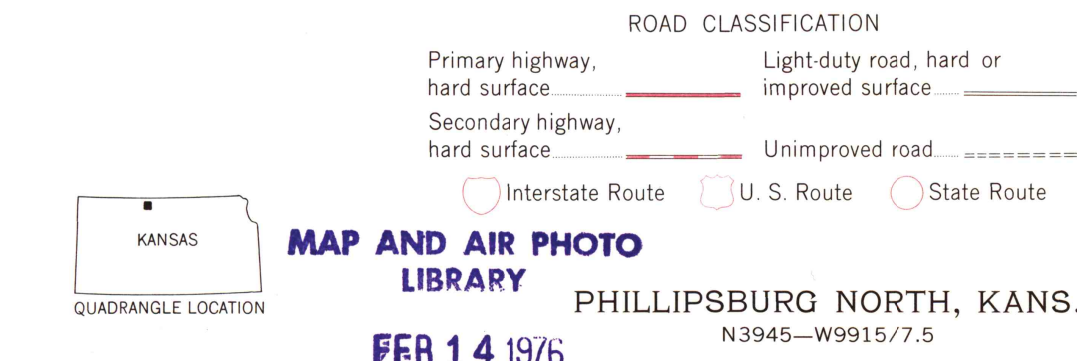 ROAD CLASSIFICATION
Primary highway,
hard surface
Light-duty road, hard or
improved surface
Secondary highway,
hard surface
Unimproved road
Interstate Route
U. S. Route
State Route
KANSAS
QUADRANGLE LOCATION
MAP AND AIR PHOTO
LIBRARY
FEB 14 1976
PHILLIPSBURG NORTH, KANS.
N3945—W9915/7.5